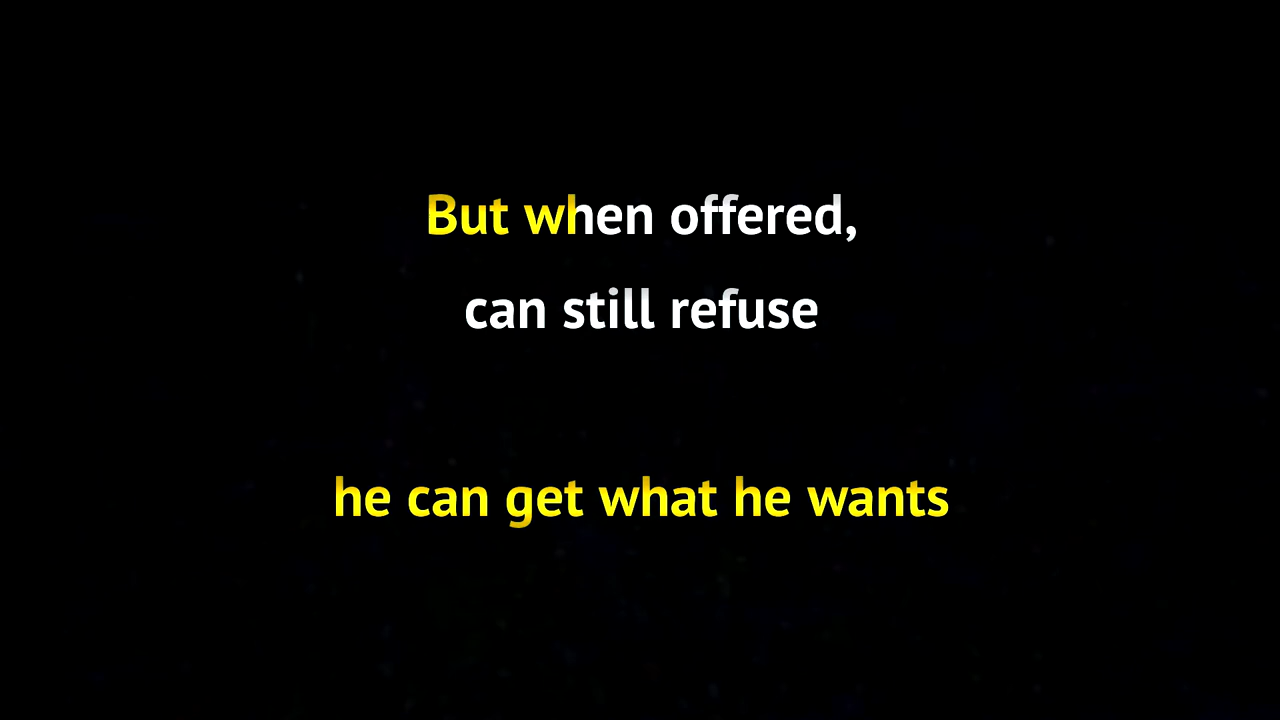 But when offered,
can still refuse
he can get what he wants